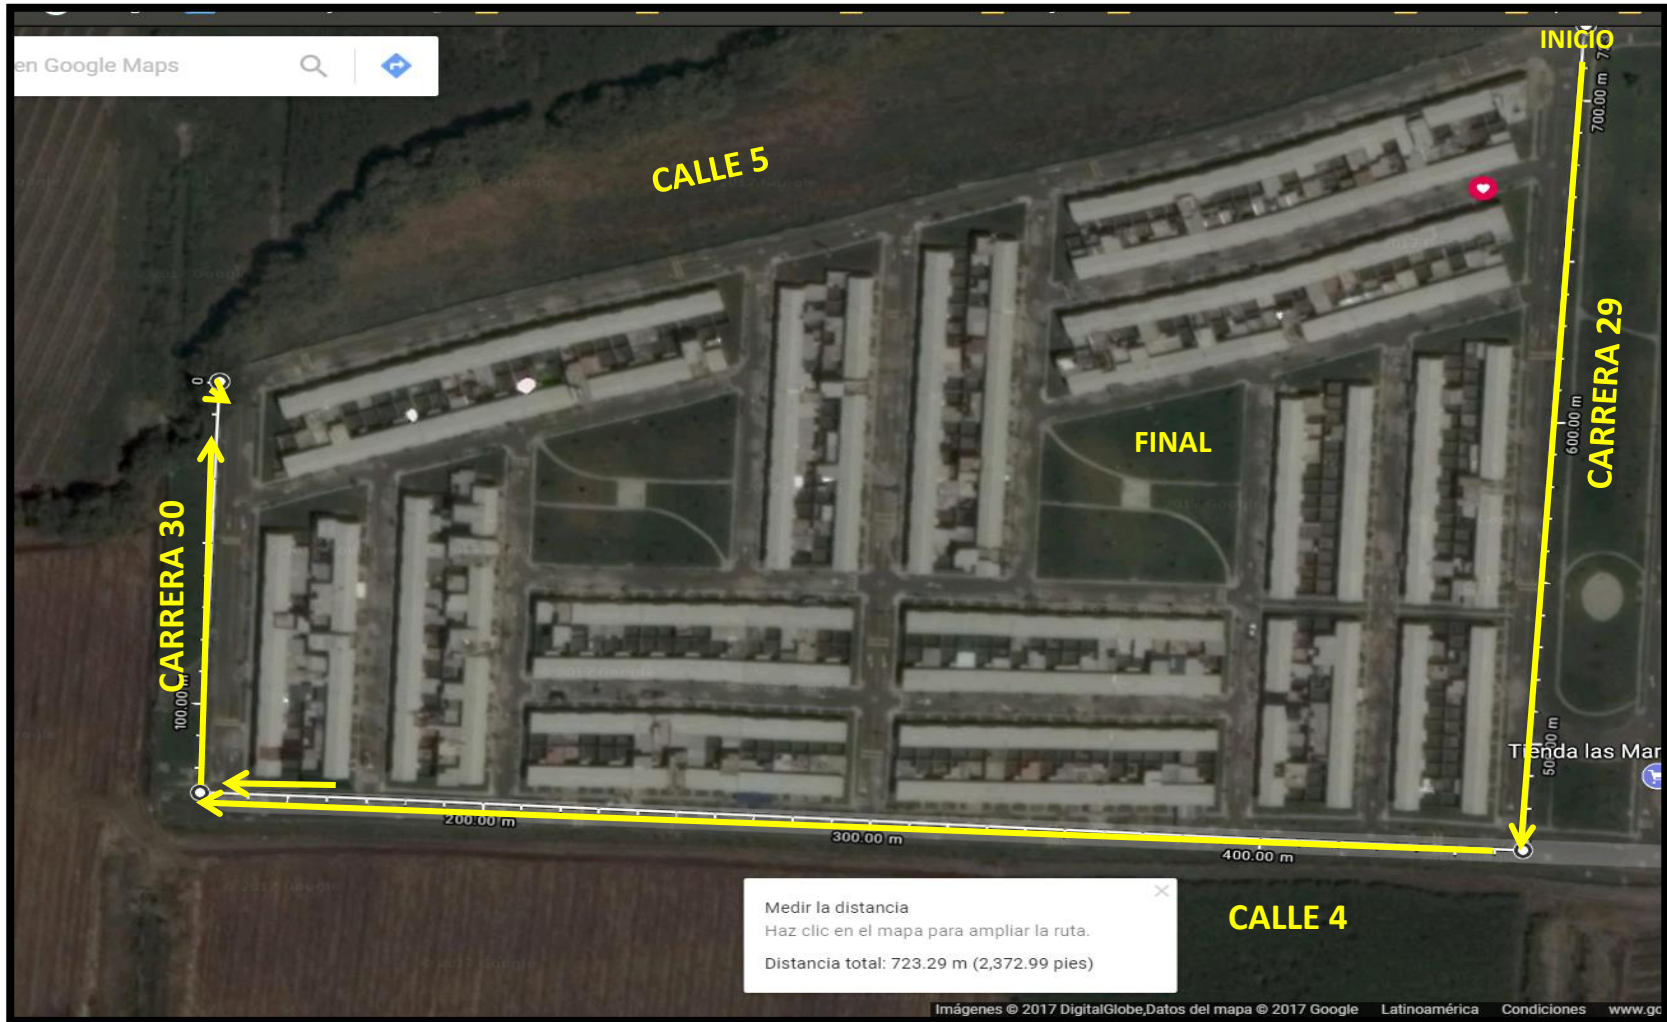 INICIO
en Google Maps
700.00 m
CALLE 5
CARRERA 29
0
600.00 m
FINAL
CARRERA 30
100.00 m
Tienda las Mar
200.00 m
300.00 m
400.00 m
CALLE 4
Medir la distancia
Haz clic en el mapa para ampliar la ruta.
Distancia total: 723.29 m (2,372.99 pies)
Imágenes © 2017 DigitalGlobe,Datos del mapa © 2017 Google Latinoamérica Condiciones www.go